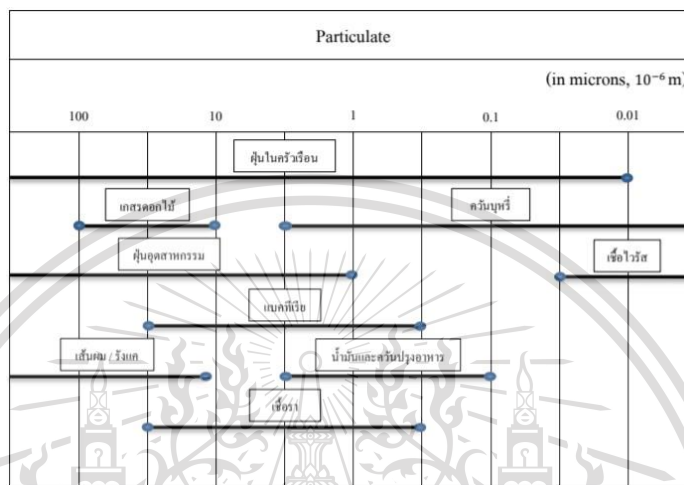 Particulate
(in microns, 10⁻⁶ m)
100 10 1 0.1 0.01
ฝุ่นในครัวเรือน
เกสรดอกไม้ ควันบุหรี่
ฝุ่นอุตสาหกรรม เชื้อไวรัส
แบคทีเรีย
เส้นผม / รังแค น้ำมันและควันปรุงอาหาร
เชื้อรา